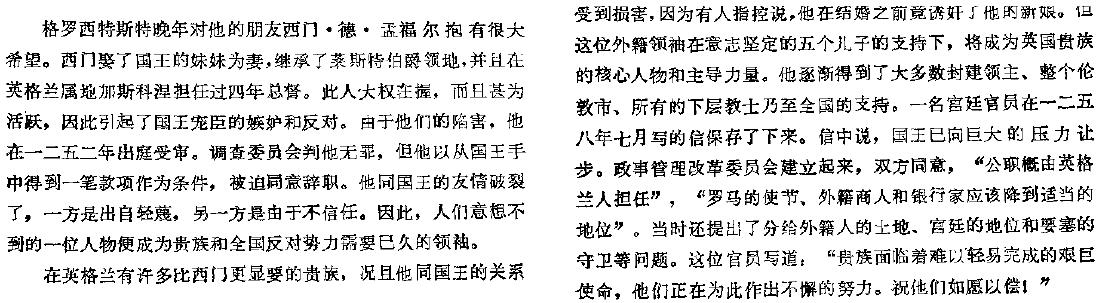 格罗西特斯特晚年对他的朋友西门·德·孟福尔抱有很大
希望。西门娶了国王的妹妹为妻，继承了莱斯特伯爵领地，并且在
英格兰属地加斯科涅担任过四年总督。此人大权在握，而且甚为
活跃，因此引起了国王宠臣的嫉妒和反对。由于他们的陷害，他
在一二五二年出庭受审。调查委员会判他无罪，但他以从国王手
中得到一笔款项作为条件，被迫同意辞职。他同国王的友情破裂
了，一方是出自轻蔑，另一方是由于不信任。因此，人们意想不
到的一位人物便成为贵族和全国反对势力需要已久的领袖。
在英格兰有许多比西门更显要的贵族，况且他同国王的关系
受到损害，因为有人指控说，他在结婚之前竟诱奸了他的新娘。但
这位外籍领袖在意志坚定的五个儿子的支持下，将成为英国贵族
的核心人物和主导力量。他逐渐得到了大多数封建领主、整个伦
敦市、所有的下层教士乃至全国的支持。一名宫廷官员在一二五
八年七月写的信保存了下来。信中说，国王已向巨大的压力让
步。政事管理改革委员会建立起来，双方同意，“公职概由英格
兰人担任”，“罗马的使节、外籍商人和银行家应该降到适当的
地位”。当时还提出了分给外籍人的土地、宫廷的地位和要塞的
守卫等问题。这位官员写道：“贵族面临着难以轻易完成的艰巨
使命，他们正在为此作出不懈的努力。祝他们如愿以偿！”